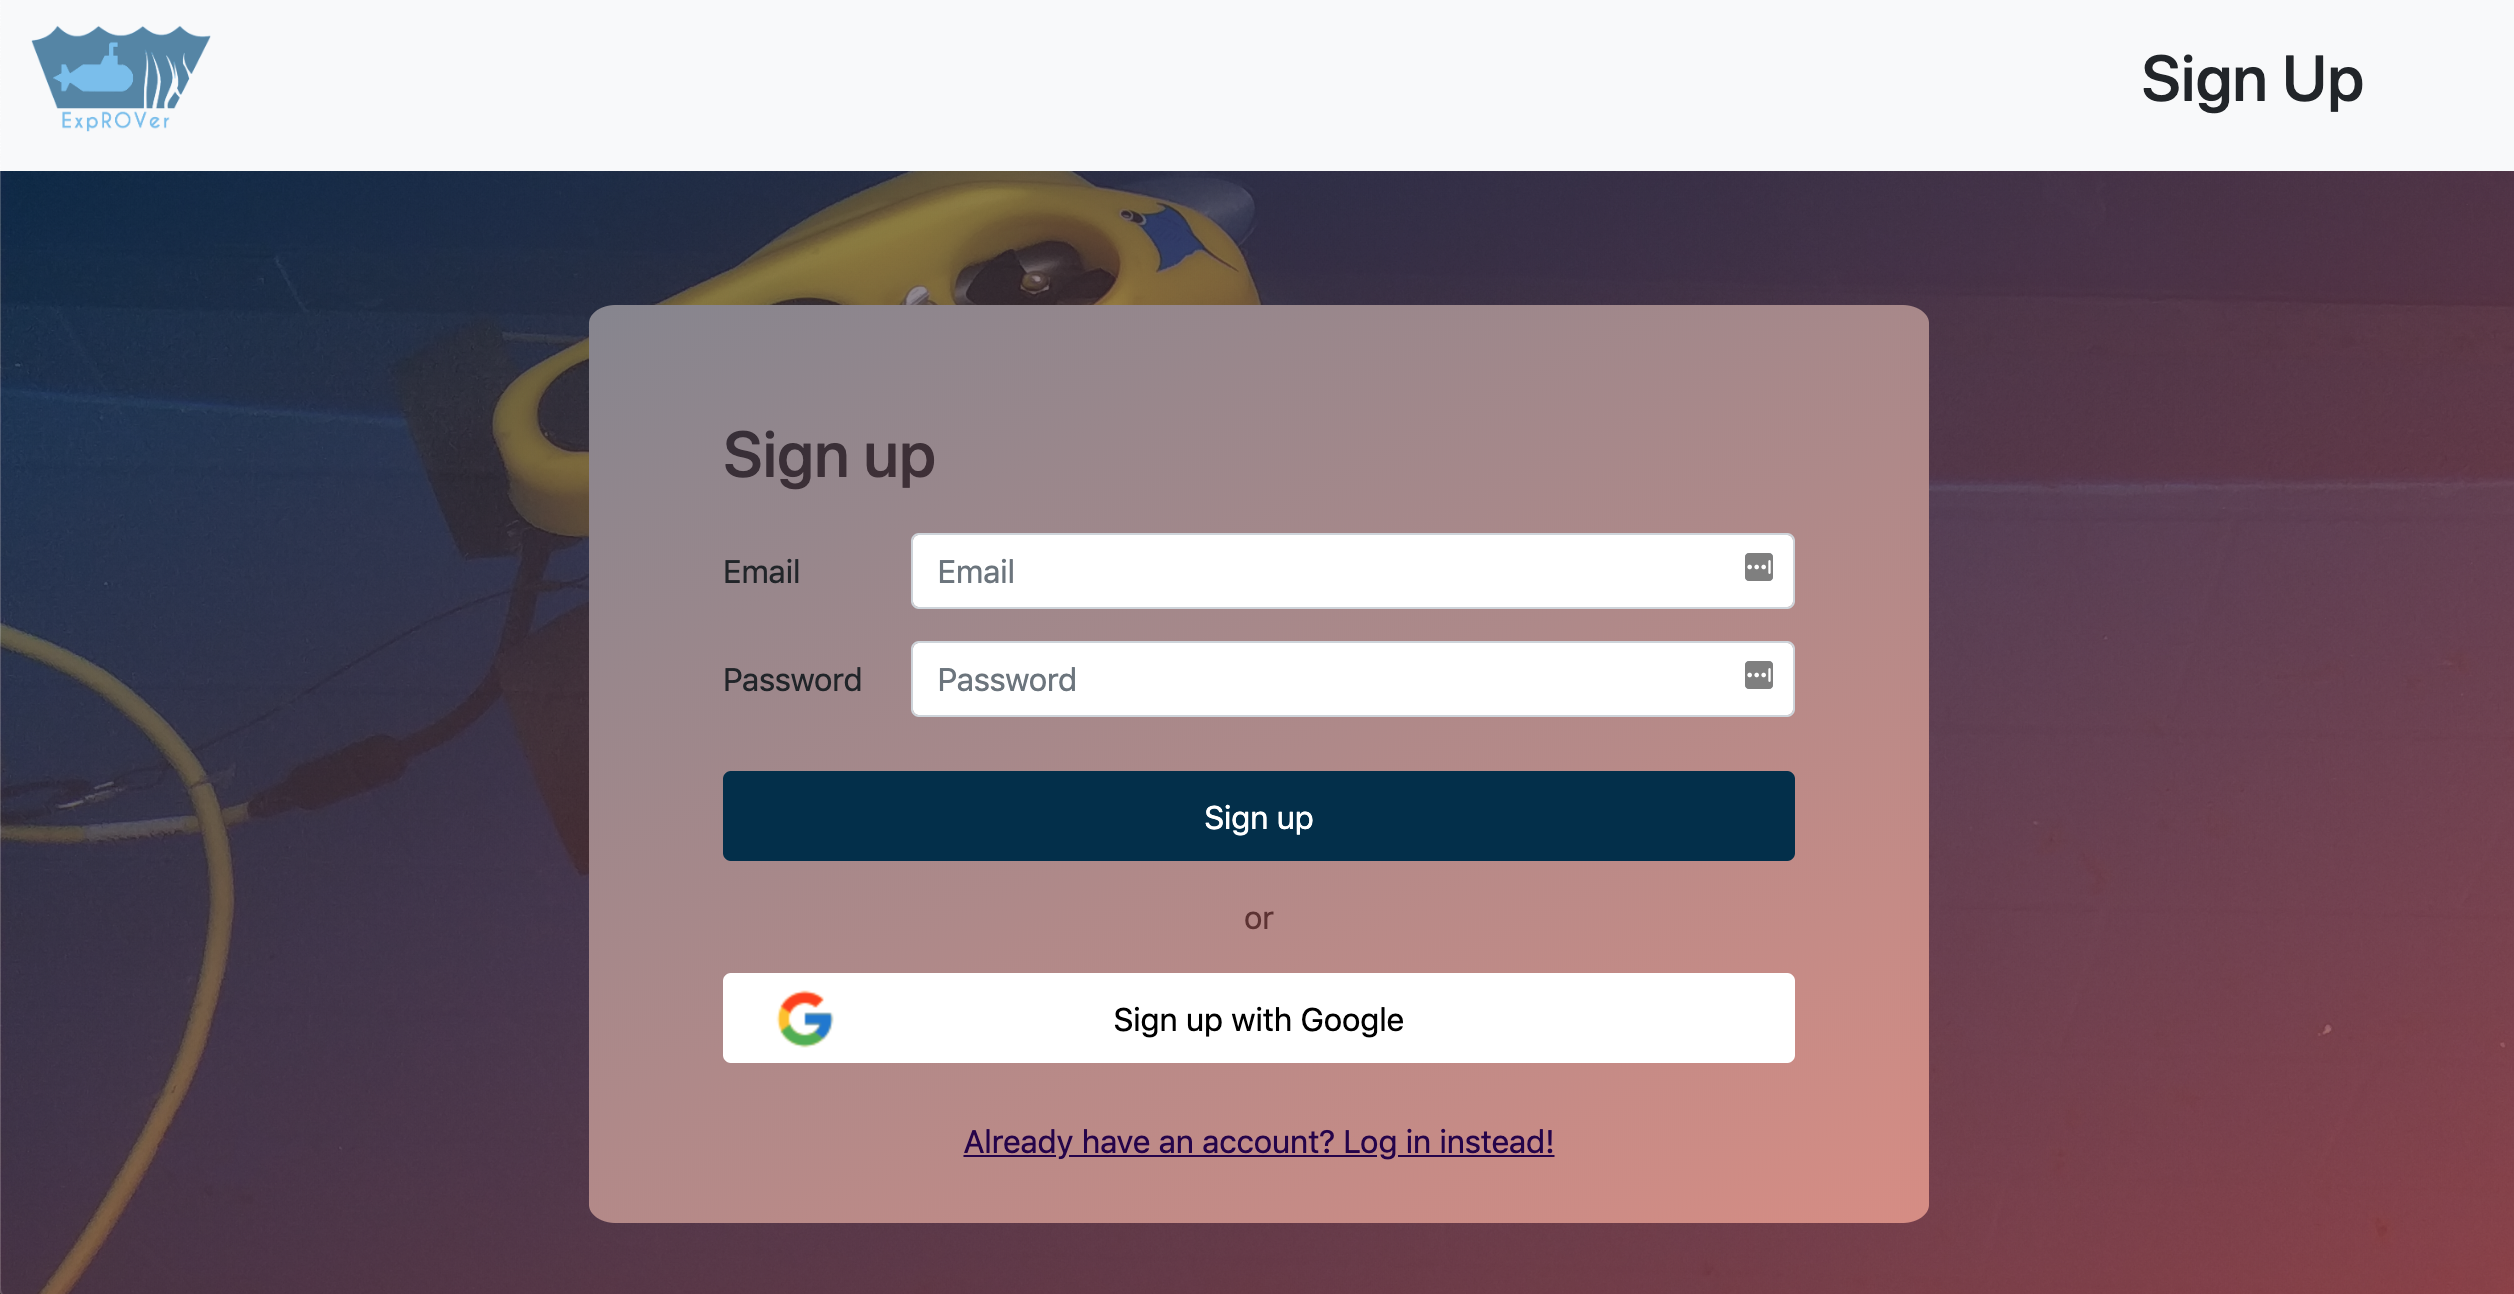 ExpROVer
Sign Up
Sign up
Email
Email
Password
Password
Sign up
or
Sign up with Google
Already have an account? Log in instead!